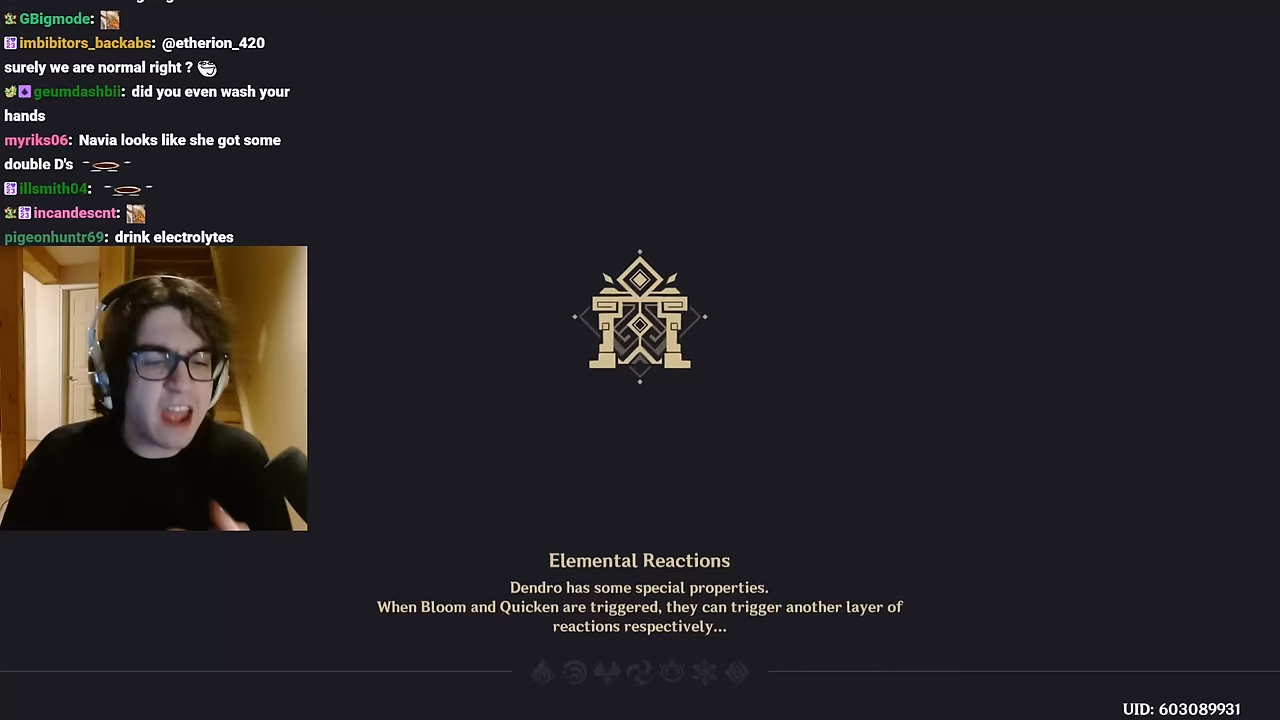 GBigmode:
imbibitors_backabs: @etherion_420
surely we are normal right ?
geumdashbii: did you even wash your
hands
myriks06: Navia looks like she got some
double D's
illsmith04:
incandescnt:
pigeonhuntr69: drink electrolytes
Elemental Reactions
Dendro has some special properties.
When Bloom and Quicken are triggered, they can trigger another layer of
reactions respectively...
UID: 603089931